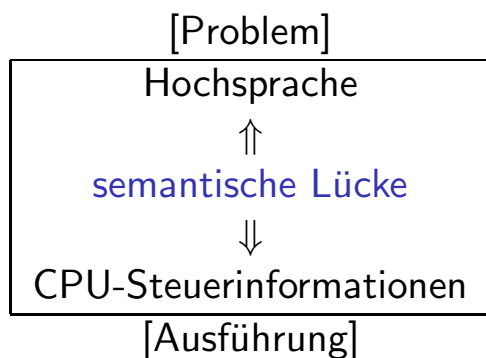 [Problem]
Hochsprache
⇑
semantische Lücke
⇓
CPU-Steuerinformationen
[Ausführung]